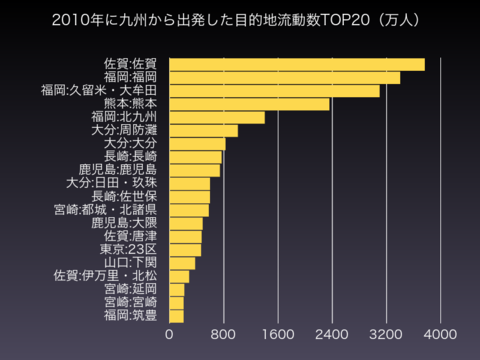 2010年に九州から出発した目的地流動数TOP20（万人）
佐賀:佐賀
福岡:福岡
福岡:久留米・大牟田
熊本:熊本
福岡:北九州
大分:周防灘
大分:大分
長崎:長崎
鹿児島:鹿児島
大分:日田・玖珠
長崎:佐世保
宮崎:都城・北諸県
鹿児島:大隅
佐賀:唐津
東京:23区
山口:下関
佐賀:伊万里・北松
宮崎:延岡
宮崎:宮崎
福岡:筑豊
0 800 1600 2400 3200 4000